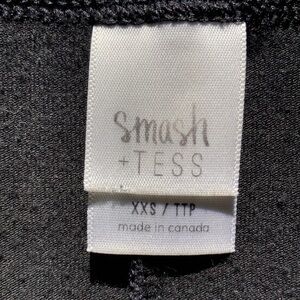 smash
+TESS
XXS / TTP
made in canada